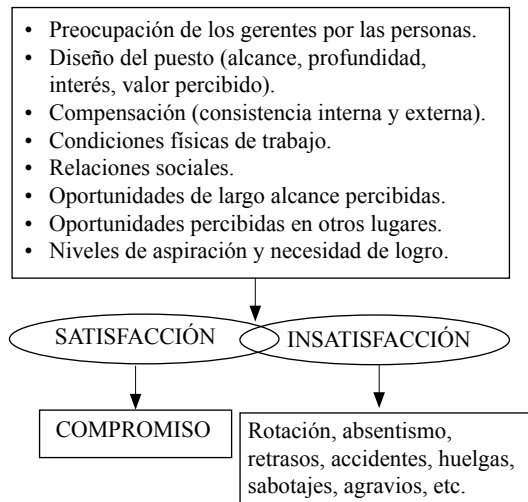 • Preocupación de los gerentes por las personas.
• Diseño del puesto (alcance, profundidad,
interés, valor percibido).
• Compensación (consistencia interna y externa).
• Condiciones físicas de trabajo.
• Relaciones sociales.
• Oportunidades de largo alcance percibidas.
• Oportunidades percibidas en otros lugares.
• Niveles de aspiración y necesidad de logro.
SATISFACCIÓN
INSATISFACCIÓN
COMPROMISO
Rotación, absentismo,
retrasos, accidentes, huelgas,
sabotajes, agravios, etc.